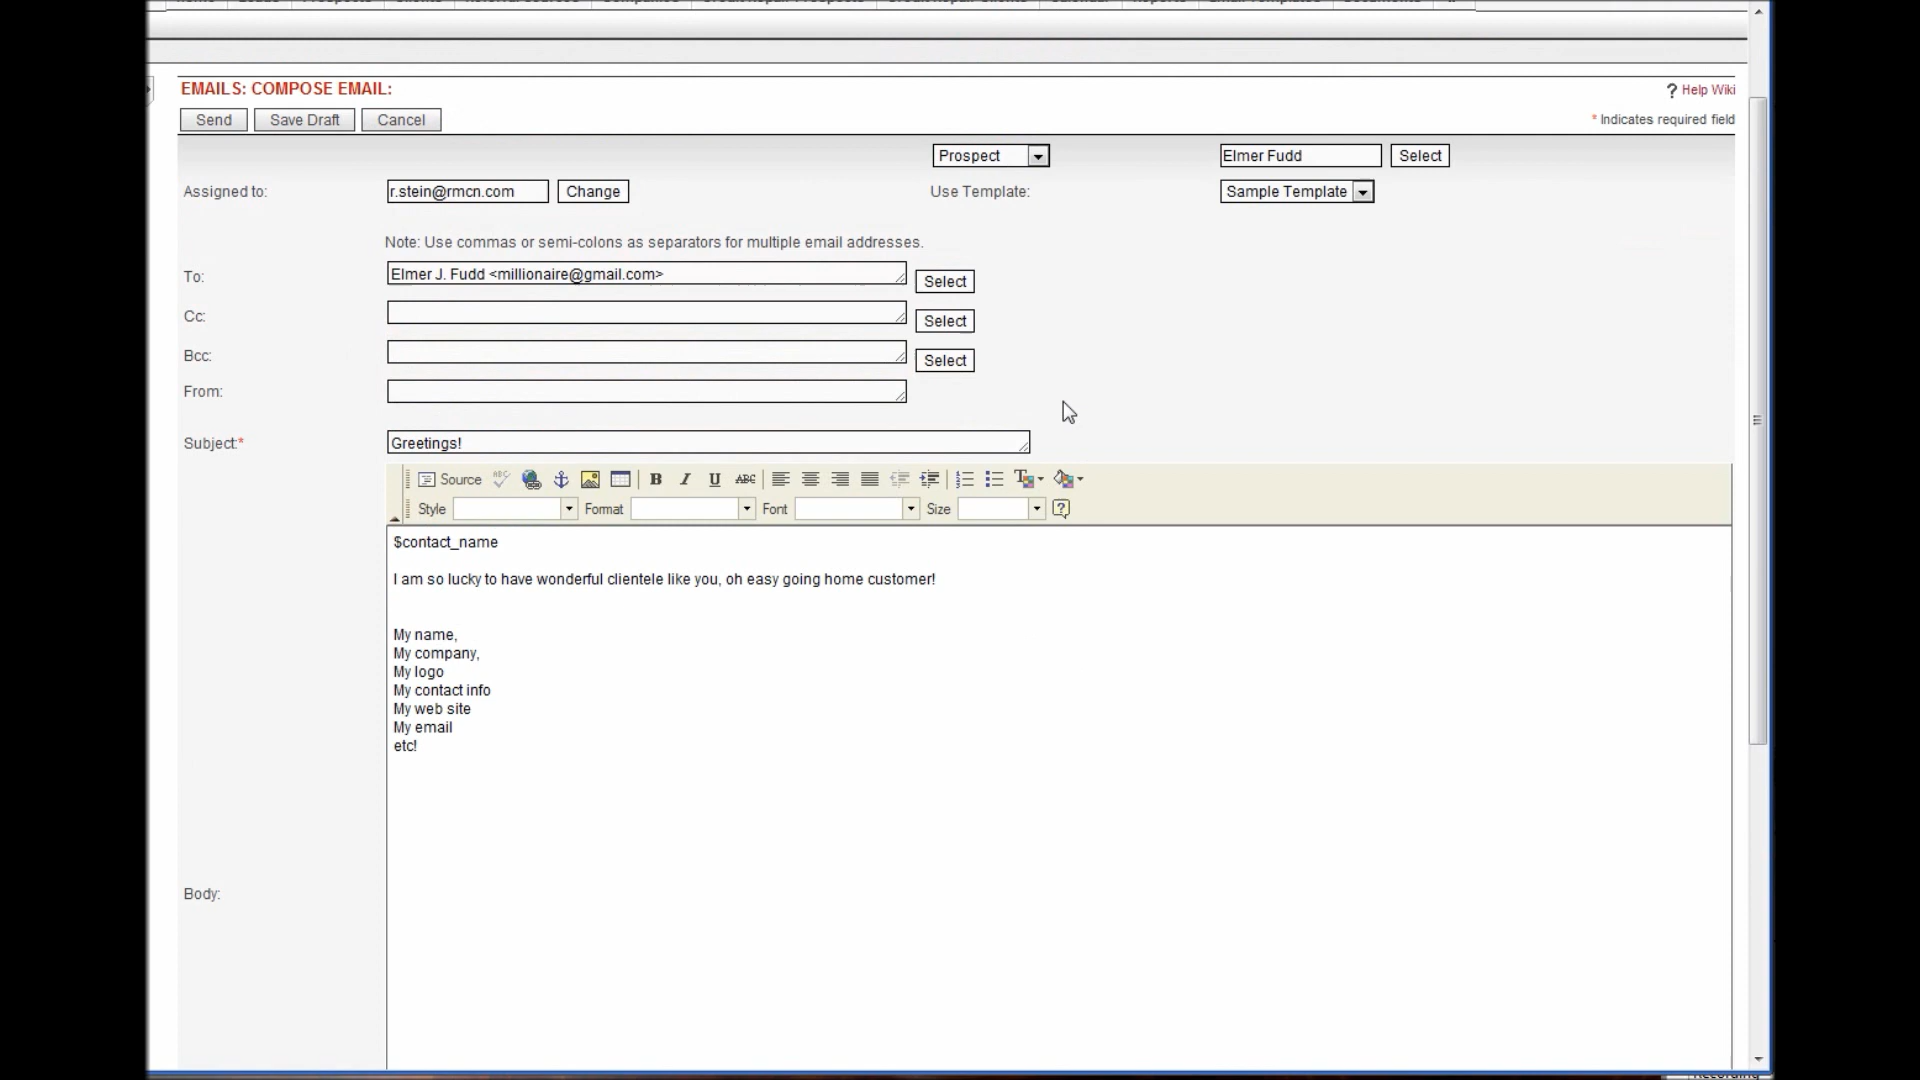 EMAILS: COMPOSE EMAIL:
? Help Wiki
Send Save Draft Cancel
* Indicates required field
Prospect Elmer Fudd Select
Assigned to: r.stein@rmcn.com Change Use Template: Sample Template
Note: Use commas or semi-colons as separators for multiple email addresses.
To: Elmer J. Fudd <millionaire@gmail.com> Select
Cc: Select
Bcc: Select
From:
Subject:* Greetings!
Source ABC B I U ABC
Style Format Font Size ?
$contact_name
I am so lucky to have wonderful clientele like you, oh easy going home customer!
My name,
My company,
My logo
My contact info
My web site
My email
etc!
Body: